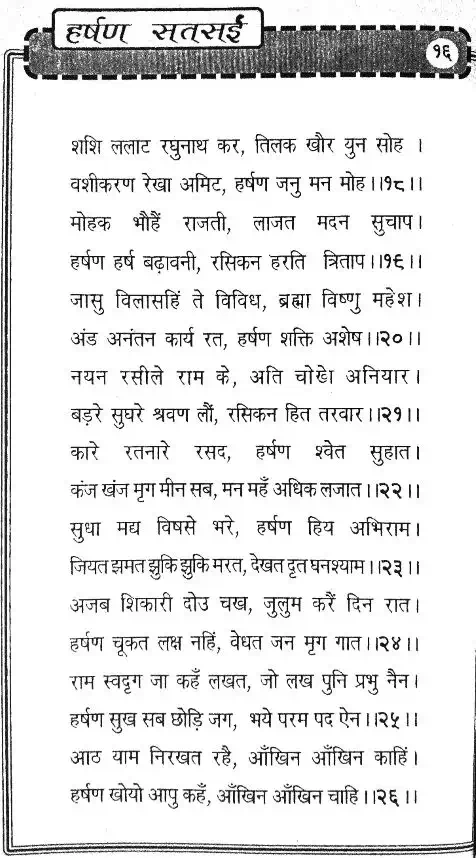 हर्षण सतसई
१६
शशि ललाट रघुनाथ कर, तिलक खौर युन सोह ।
वशीकरण रेखा अमिट, हर्षण जनु मन मोह।।१८।।
मोहक भौहैं राजती, लाजत मदन सुचाप।
हर्षण हर्ष बढ़ावनी, रसिकन हरति त्रिताप।।१९।।
जासु विलासहिं ते विविध, ब्रह्मा विष्णु महेश।
अंड अनंतन कार्य रत, हर्षण शक्ति अशेष।।२०।।
नयन रसीले राम के, अति चोखे अनियार।
बड़रे सुघरे श्रवण लौं, रसिकन हित तरवार।।२१।।
कारे रतनारे रसद, हर्षण श्वेत सुहात।
कंज खंज मृग मीन सब, मन महँ अधिक लजात।।२२।।
सुधा मद्य विषसे भरे, हर्षण हिय अभिराम।
जियत झमत झुकि झुकि मरत, देखत दृत घनश्याम।।२३।।
अजब शिकारी दोउ चख, जुलुम करैं दिन रात।
हर्षण चूकत लक्ष नहिं, वेधत जन मृग गात।।२४।।
राम स्वदृग जा कहँ लखत, जो लख पुनि प्रभु नैन।
हर्षण सुख सब छोड़ि जग, भये परम पद ऐन।।२५।।
आठ याम निरखत रहै, आँखिन आँखिन काहिं।
हर्षण खोयो आपु कहँ, आँखिन आँखिन चाहि।।२६।।